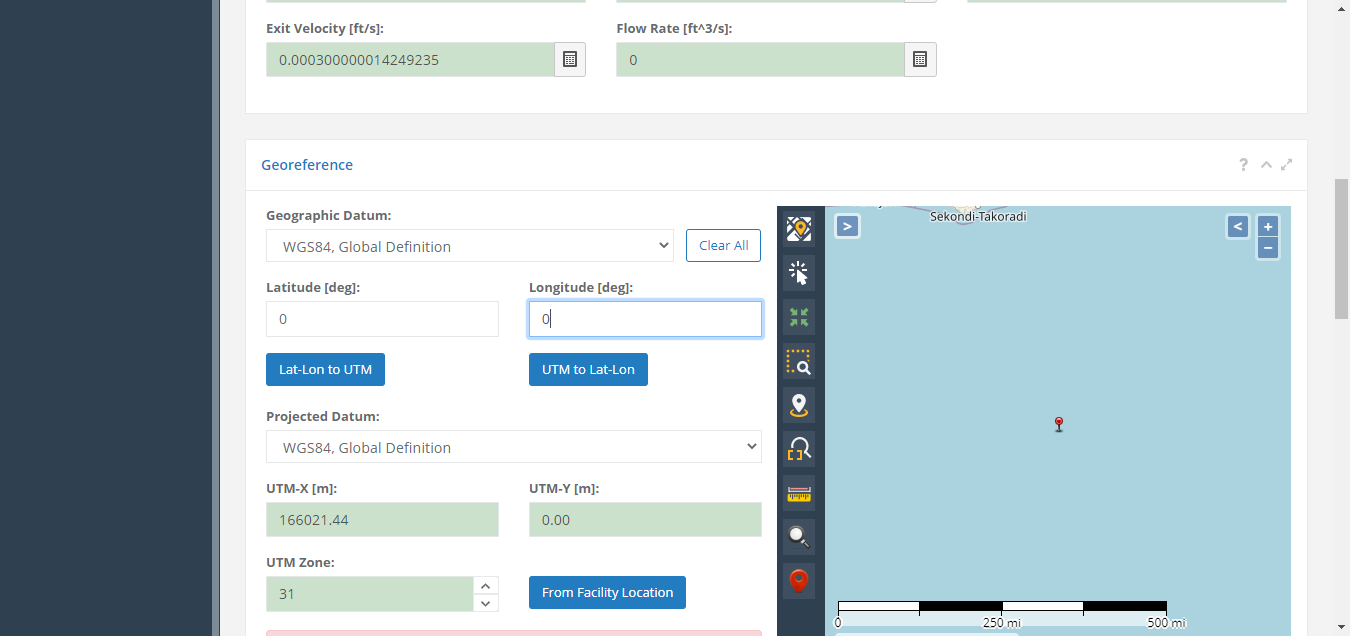 Exit Velocity [ft/s]:
Flow Rate [ft^3/s]:
0.000300000014249235
0
Georeference
?
Geographic Datum:
WGS84, Global Definition
Clear All
Latitude [deg]:
Longitude [deg]:
0
0
Lat-Lon to UTM
UTM to Lat-Lon
Projected Datum:
WGS84, Global Definition
UTM-X [m]:
UTM-Y [m]:
166021.44
0.00
UTM Zone:
31
From Facility Location
Sekondi-Takoradi
>
<
+
−
0
250 mi
500 mi